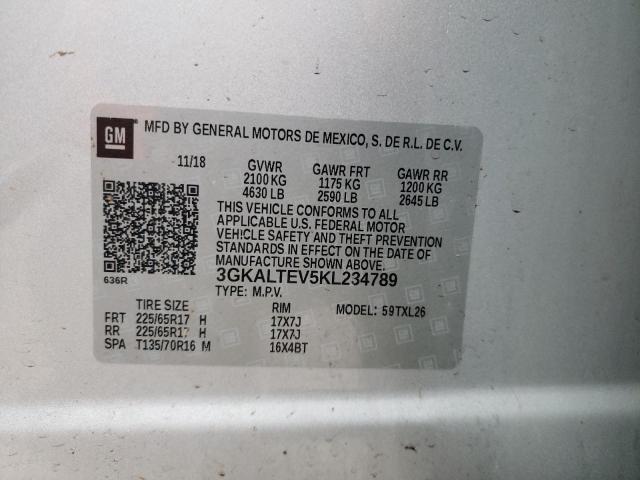 GM
MFD BY GENERAL MOTORS DE MEXICO, S. DE R.L. DE C.V.
11/18 GVWR GAWR FRT GAWR RR
2100 KG 1175 KG 1200 KG
4630 LB 2590 LB 2645 LB
THIS VEHICLE CONFORMS TO ALL
APPLICABLE U.S. FEDERAL MOTOR
VEHICLE SAFETY AND THEFT PREVENTION
STANDARDS IN EFFECT ON THE DATE OF
MANUFACTURE SHOWN ABOVE.
636R 3GKALTEV5KL234789
TYPE: M.P.V.
TIRE SIZE RIM MODEL: 59TXL26
FRT 225/65R17 H 17X7J
RR 225/65R17 H 17X7J
SPA T135/70R16 M 16X4BT